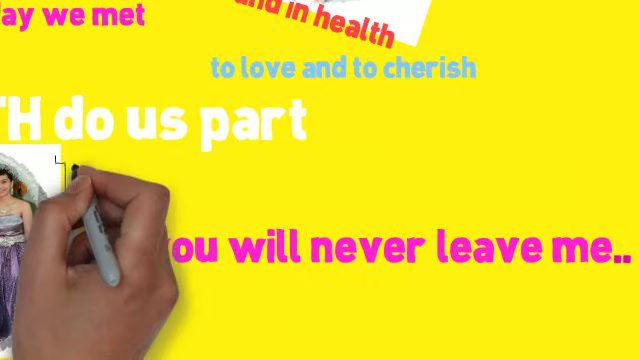 ay we met
and in health
to love and to cherish
TH do us part
you will never leave me..